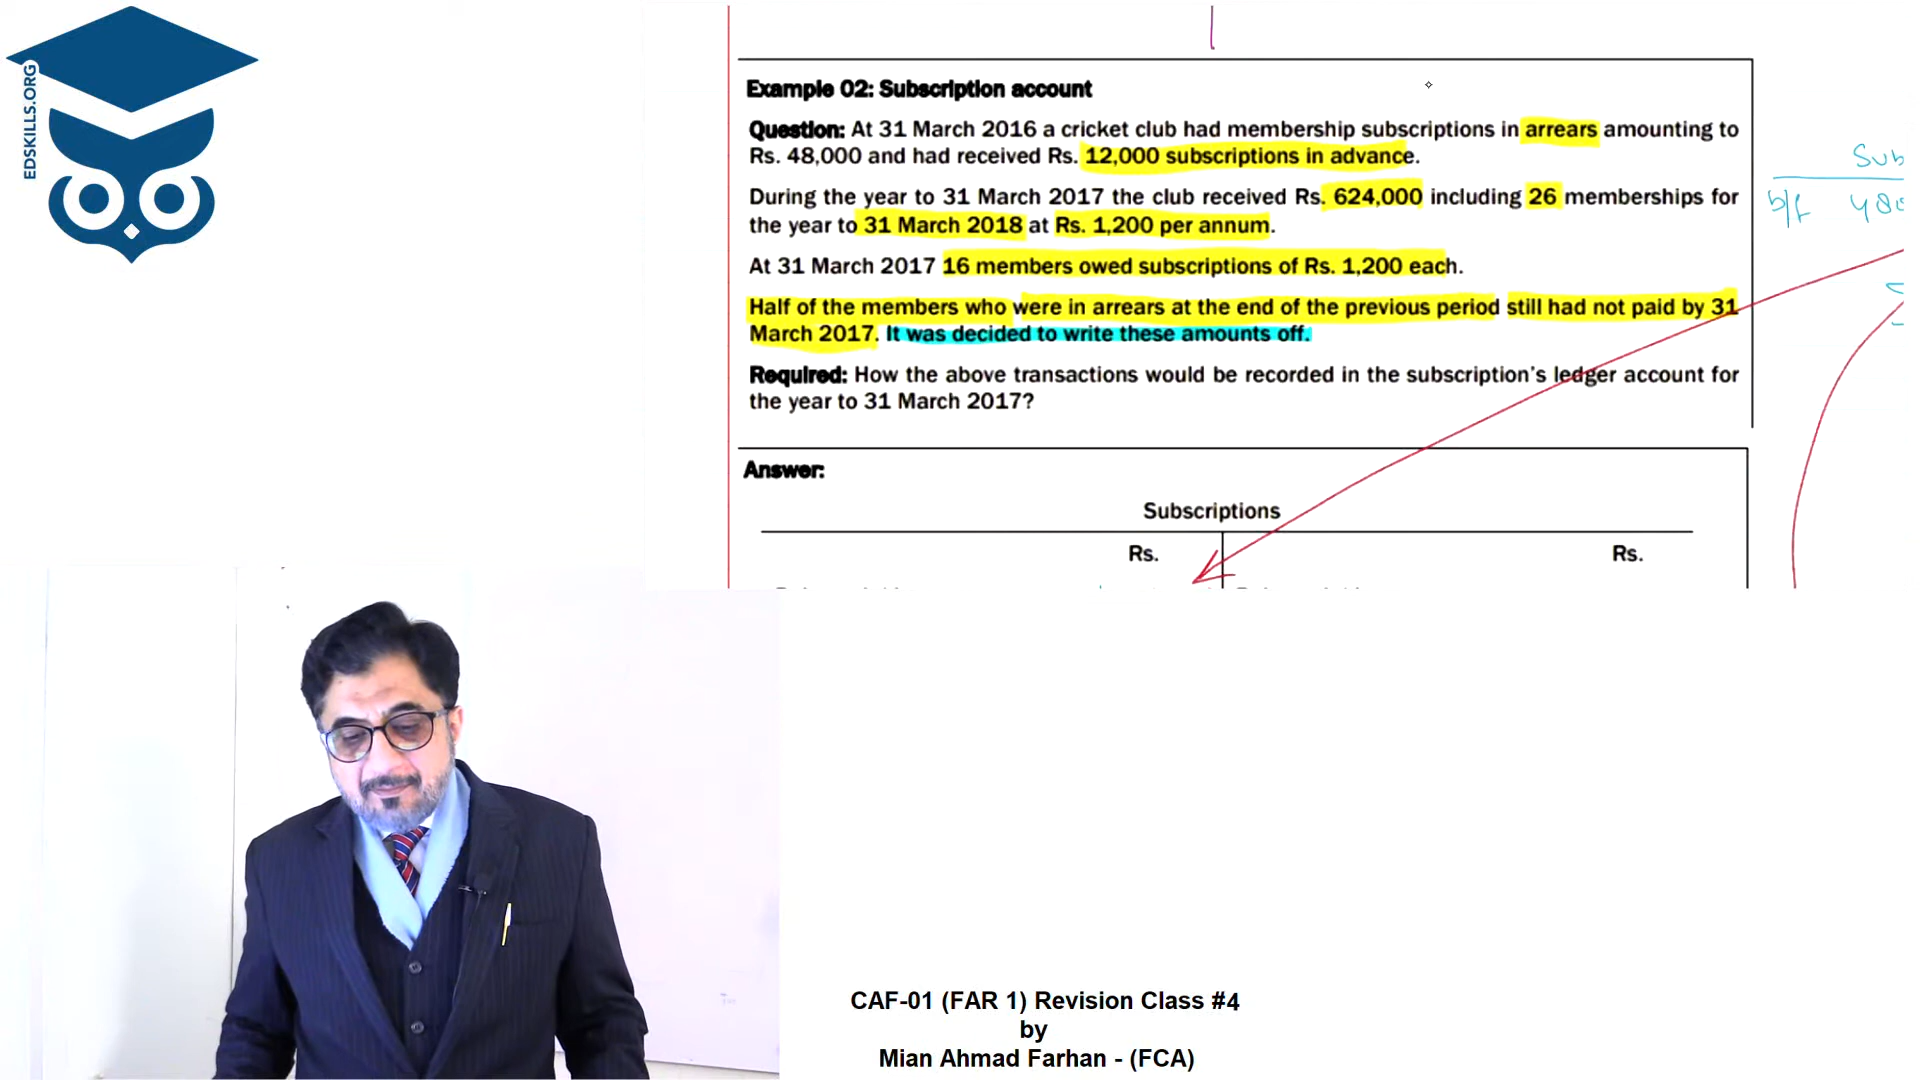 EDSKILLS.ORG
Example 02: Subscription account
Question: At 31 March 2016 a cricket club had membership subscriptions in arrears amounting to
Rs. 48,000 and had received Rs. 12,000 subscriptions in advance.
During the year to 31 March 2017 the club received Rs. 624,000 including 26 memberships for
the year to 31 March 2018 at Rs. 1,200 per annum.
At 31 March 2017 16 members owed subscriptions of Rs. 1,200 each.
Half of the members who were in arrears at the end of the previous period still had not paid by 31
March 2017. It was decided to write these amounts off.
Required: How the above transactions would be recorded in the subscription's ledger account for
the year to 31 March 2017?
Sub
b/f 480
Answer:
Subscriptions
Rs. Rs.
CAF-01 (FAR 1) Revision Class #4
by
Mian Ahmad Farhan - (FCA)